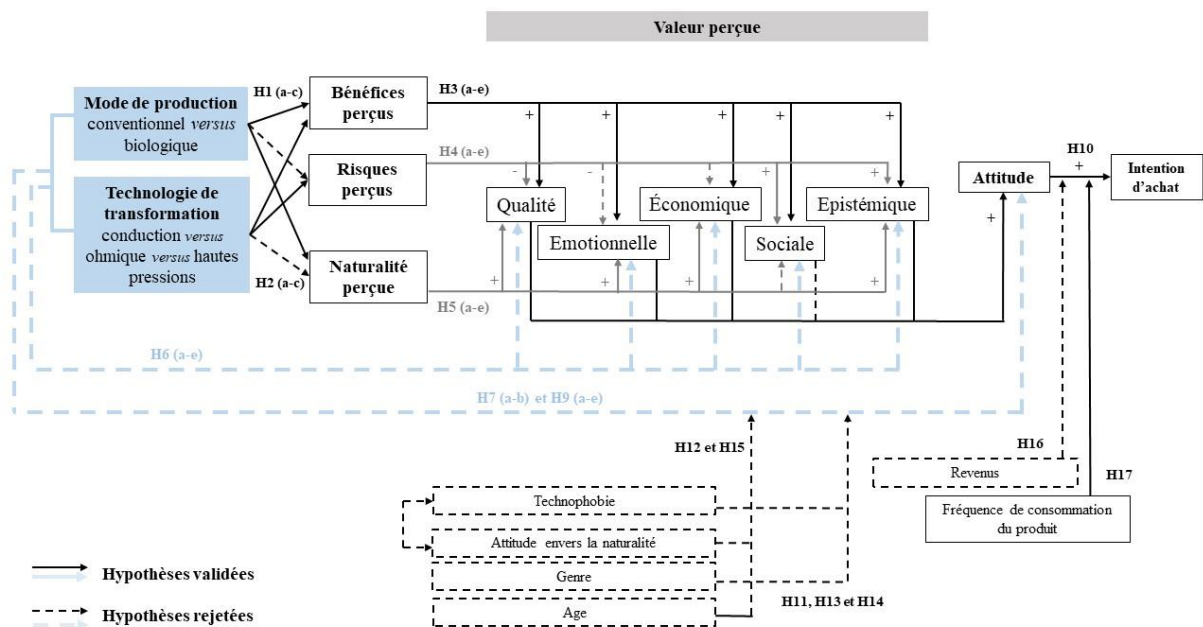 Valeur perçue
Mode de production
conventionnel versus
biologique
Technologie de
transformation
conduction versus
ohmique versus hautes
pressions
H1 (a-c)
H2 (a-c)
Bénéfices
perçus
Risques
perçus
Naturalité
perçue
H3 (a-e)
H4 (a-e)
H5 (a-e)
+
+
+
+
+
-
-
-
+
+
Qualité
Économique
Epistémique
Emotionnelle
Sociale
+
+
+
+
+
Attitude
+
H10
+
Intention
d’achat
H6 (a-e)
H7 (a-b) et H9 (a-e)
H12 et H15
H16
Revenus
H17
Fréquence de consommation
du produit
Technophobie
Attitude envers la naturalité
Genre
Age
H11, H13 et H14
Hypothèses validées
Hypothèses rejetées